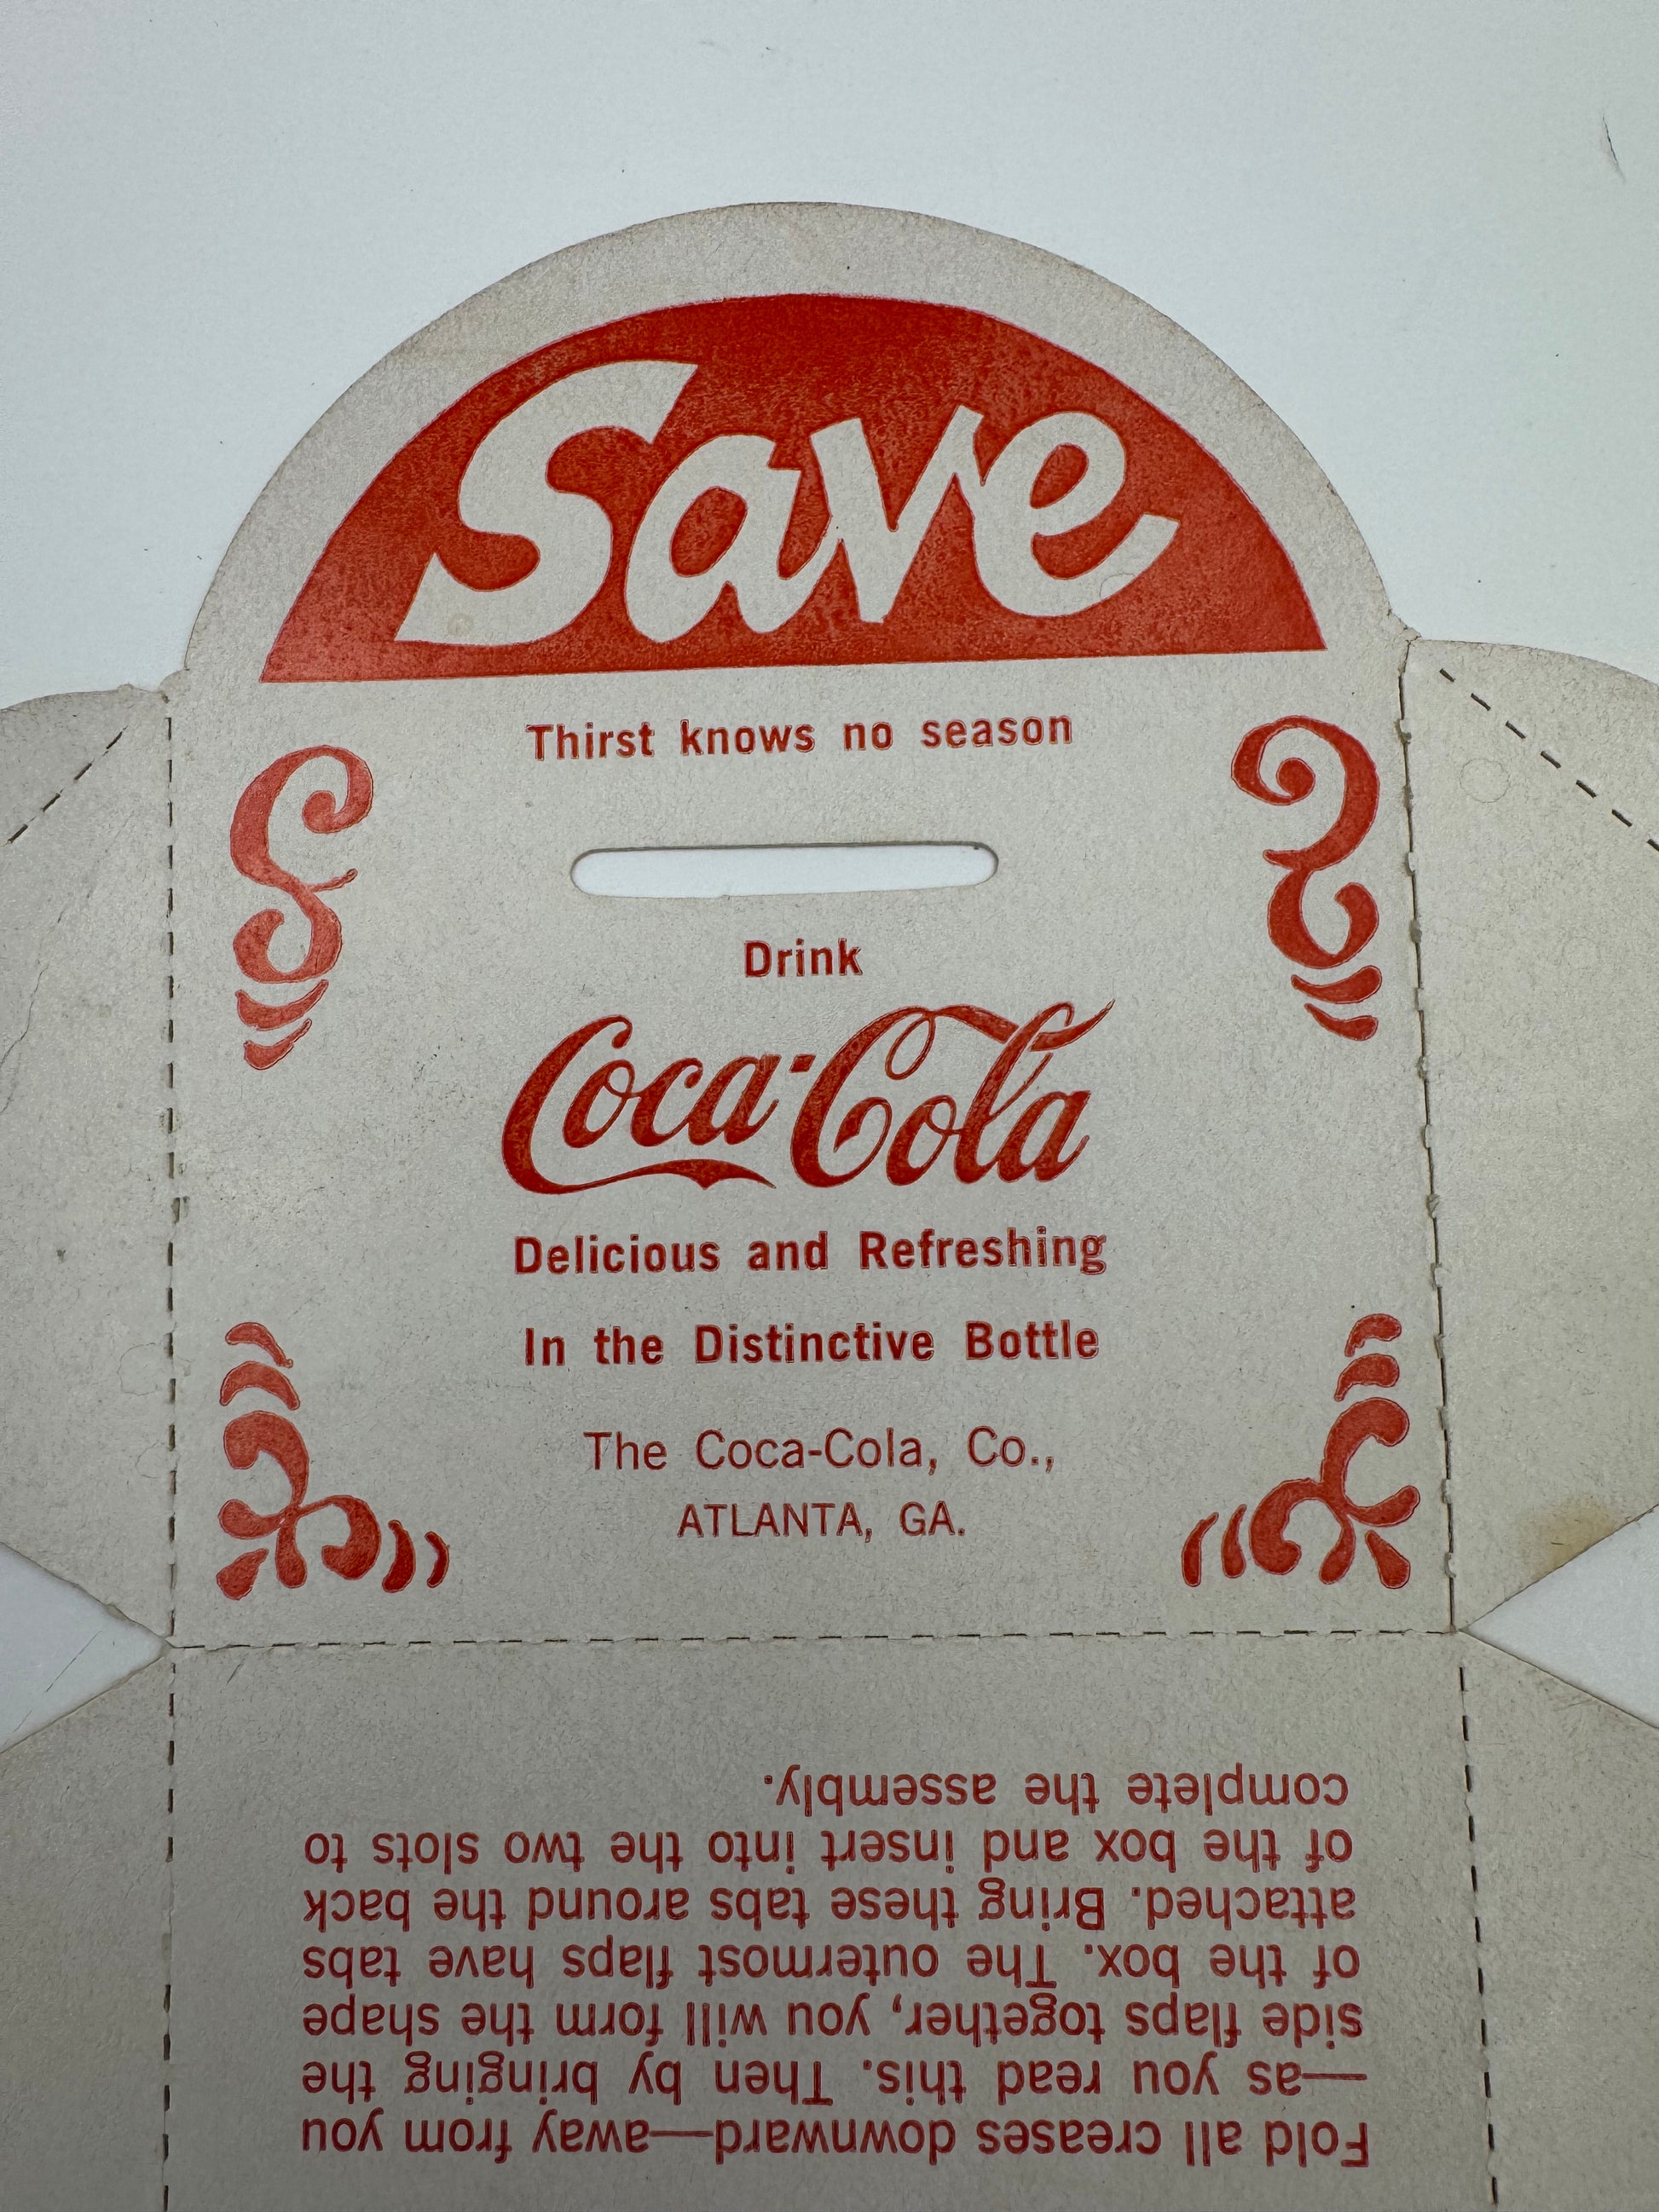 Save
Thirst knows no season
Drink
Coca-Cola
Delicious and Refreshing
In the Distinctive Bottle
The Coca-Cola, Co.,
ATLANTA, GA.
Fold all creases downward—away from you
—as you read this. Then by bringing the
side flaps together, you will form the shape
of the box. The outermost flaps have tabs
attached. Bring these tabs around the back
of the box and insert into the two slots to
complete the assembly.